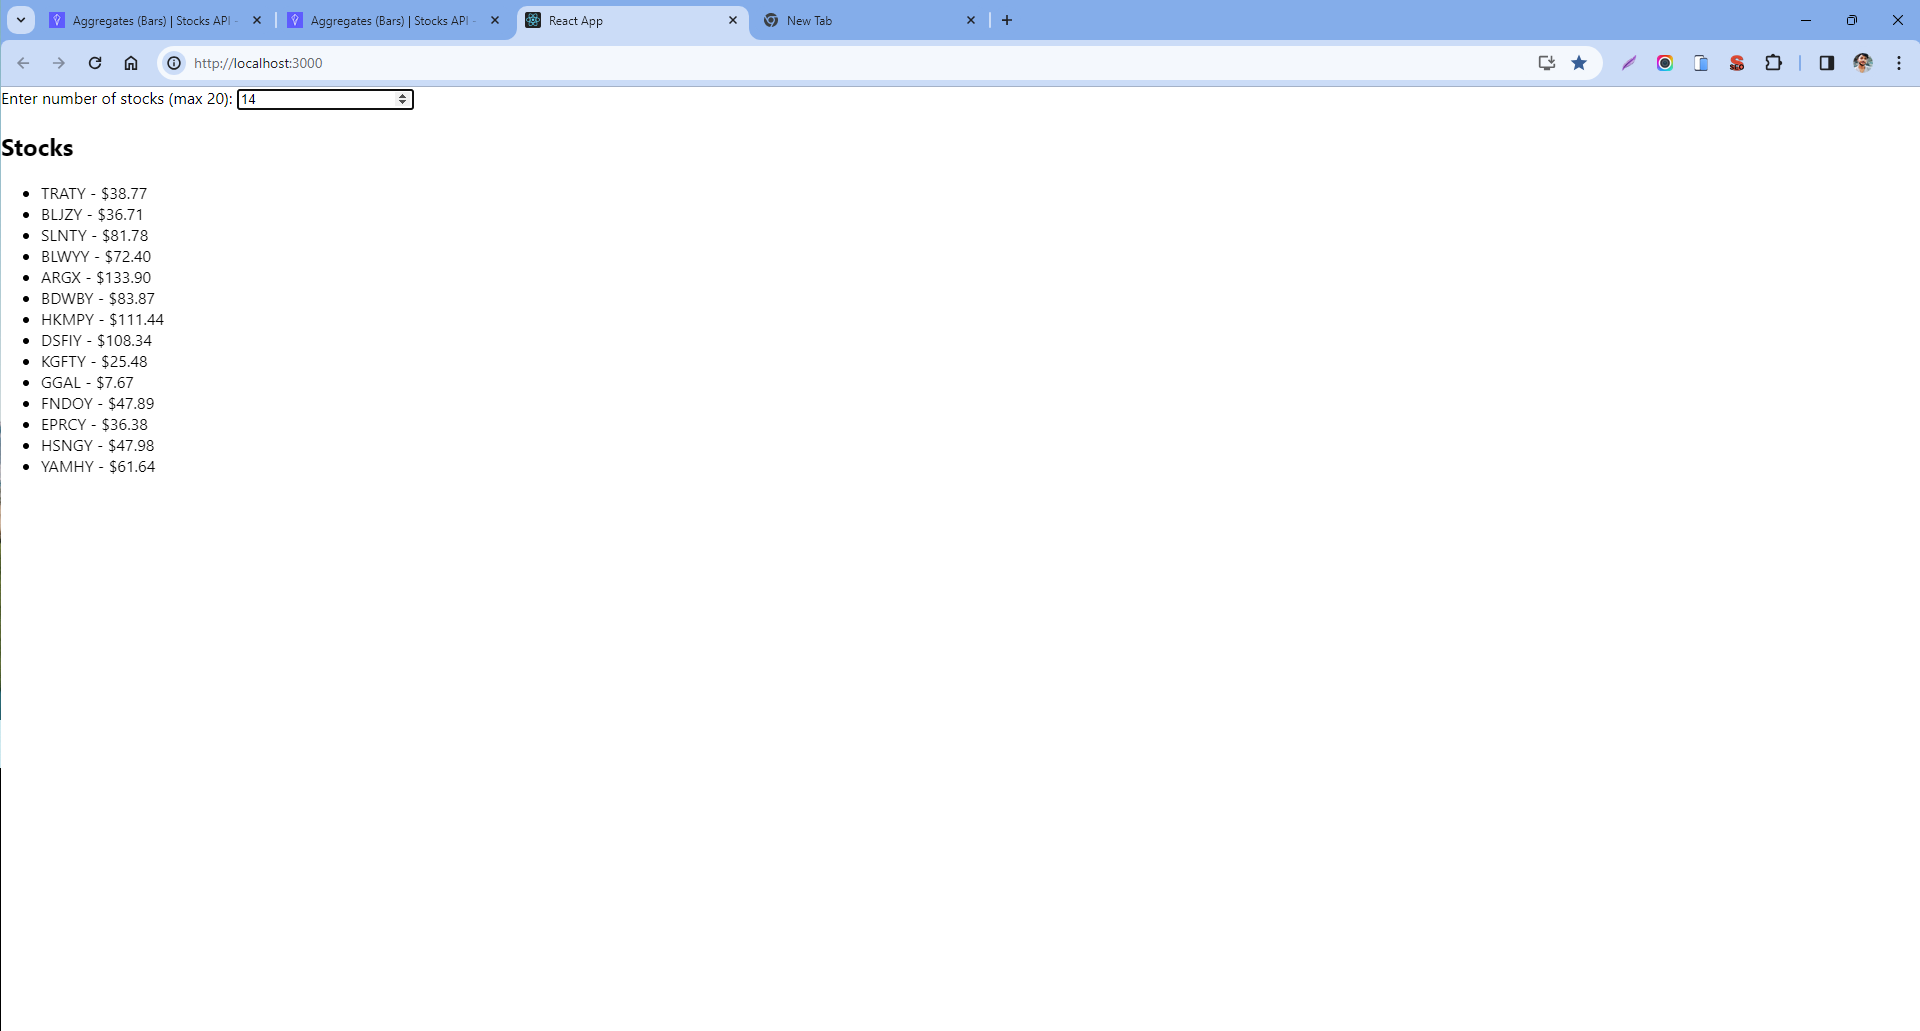 Aggregates (Bars) | Stocks API -
Aggregates (Bars) | Stocks API -
React App
New Tab
http://localhost:3000
SEO
Enter number of stocks (max 20): 14
Stocks
TRATY - $38.77
BLJZY - $36.71
SLNTY - $81.78
BLWYY - $72.40
ARGX - $133.90
BDWBY - $83.87
HKMPY - $111.44
DSFIY - $108.34
KGFTY - $25.48
GGAL - $7.67
FNDOY - $47.89
EPRCY - $36.38
HSNGY - $47.98
YAMHY - $61.64